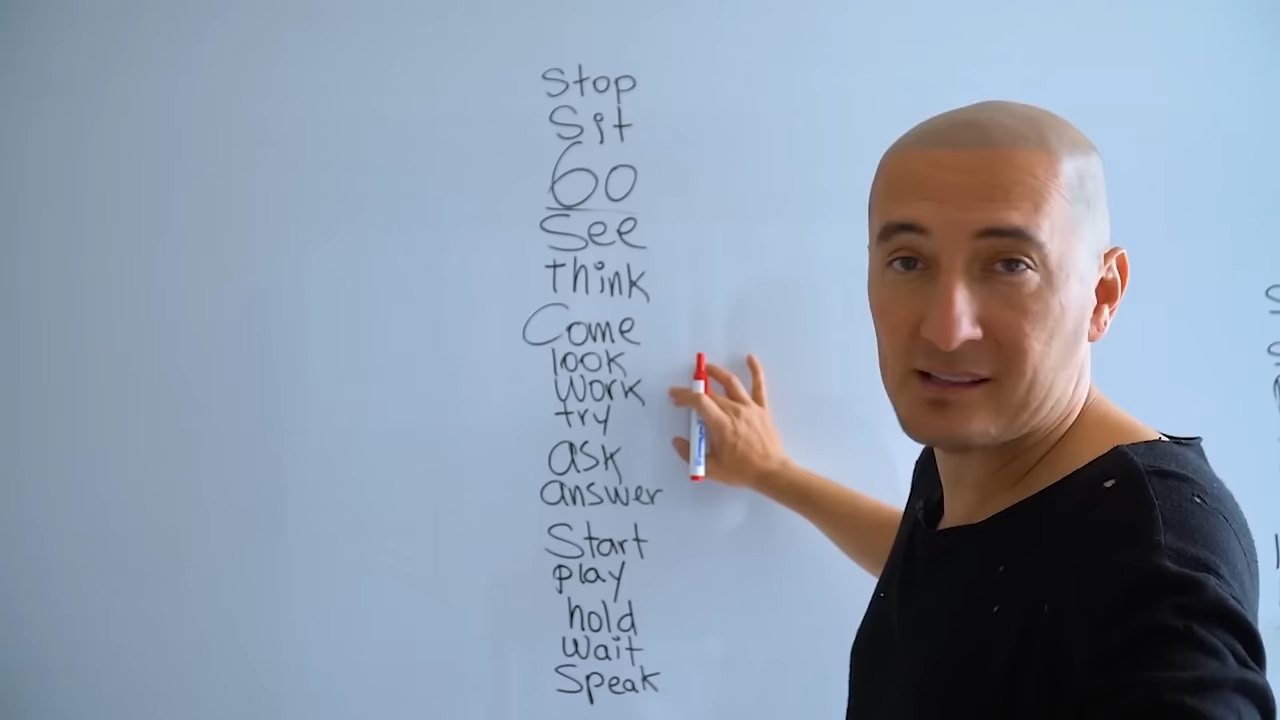 Stop
Sit
Go
See
think
Come
look
work
try
ask
answer
Start
play
hold
wait
Speak